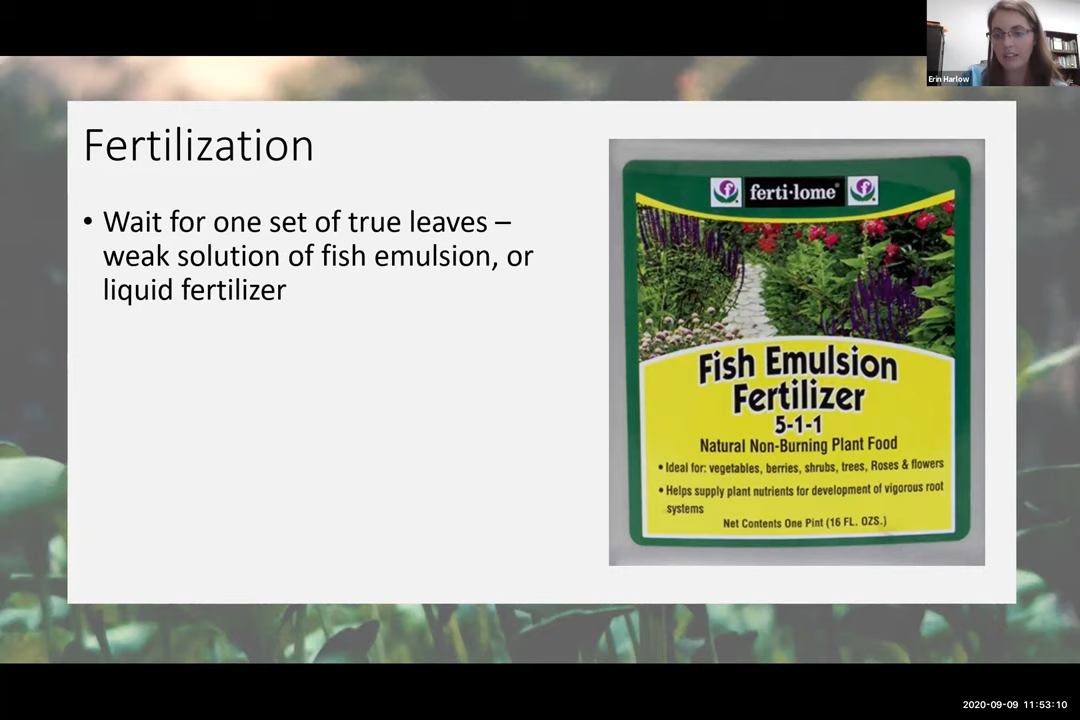 Erin Harlow
Fertilization
• Wait for one set of true leaves –
weak solution of fish emulsion, or
liquid fertilizer
ferti·lome®
Fish Emulsion
Fertilizer
5-1-1
Natural Non-Burning Plant Food
• Ideal for: vegetables, berries, shrubs, trees, Roses & flowers
• Helps supply plant nutrients for development of vigorous root
systems
Net Contents One Pint (16 FL. OZS.)
2020-09-09 11:53:10